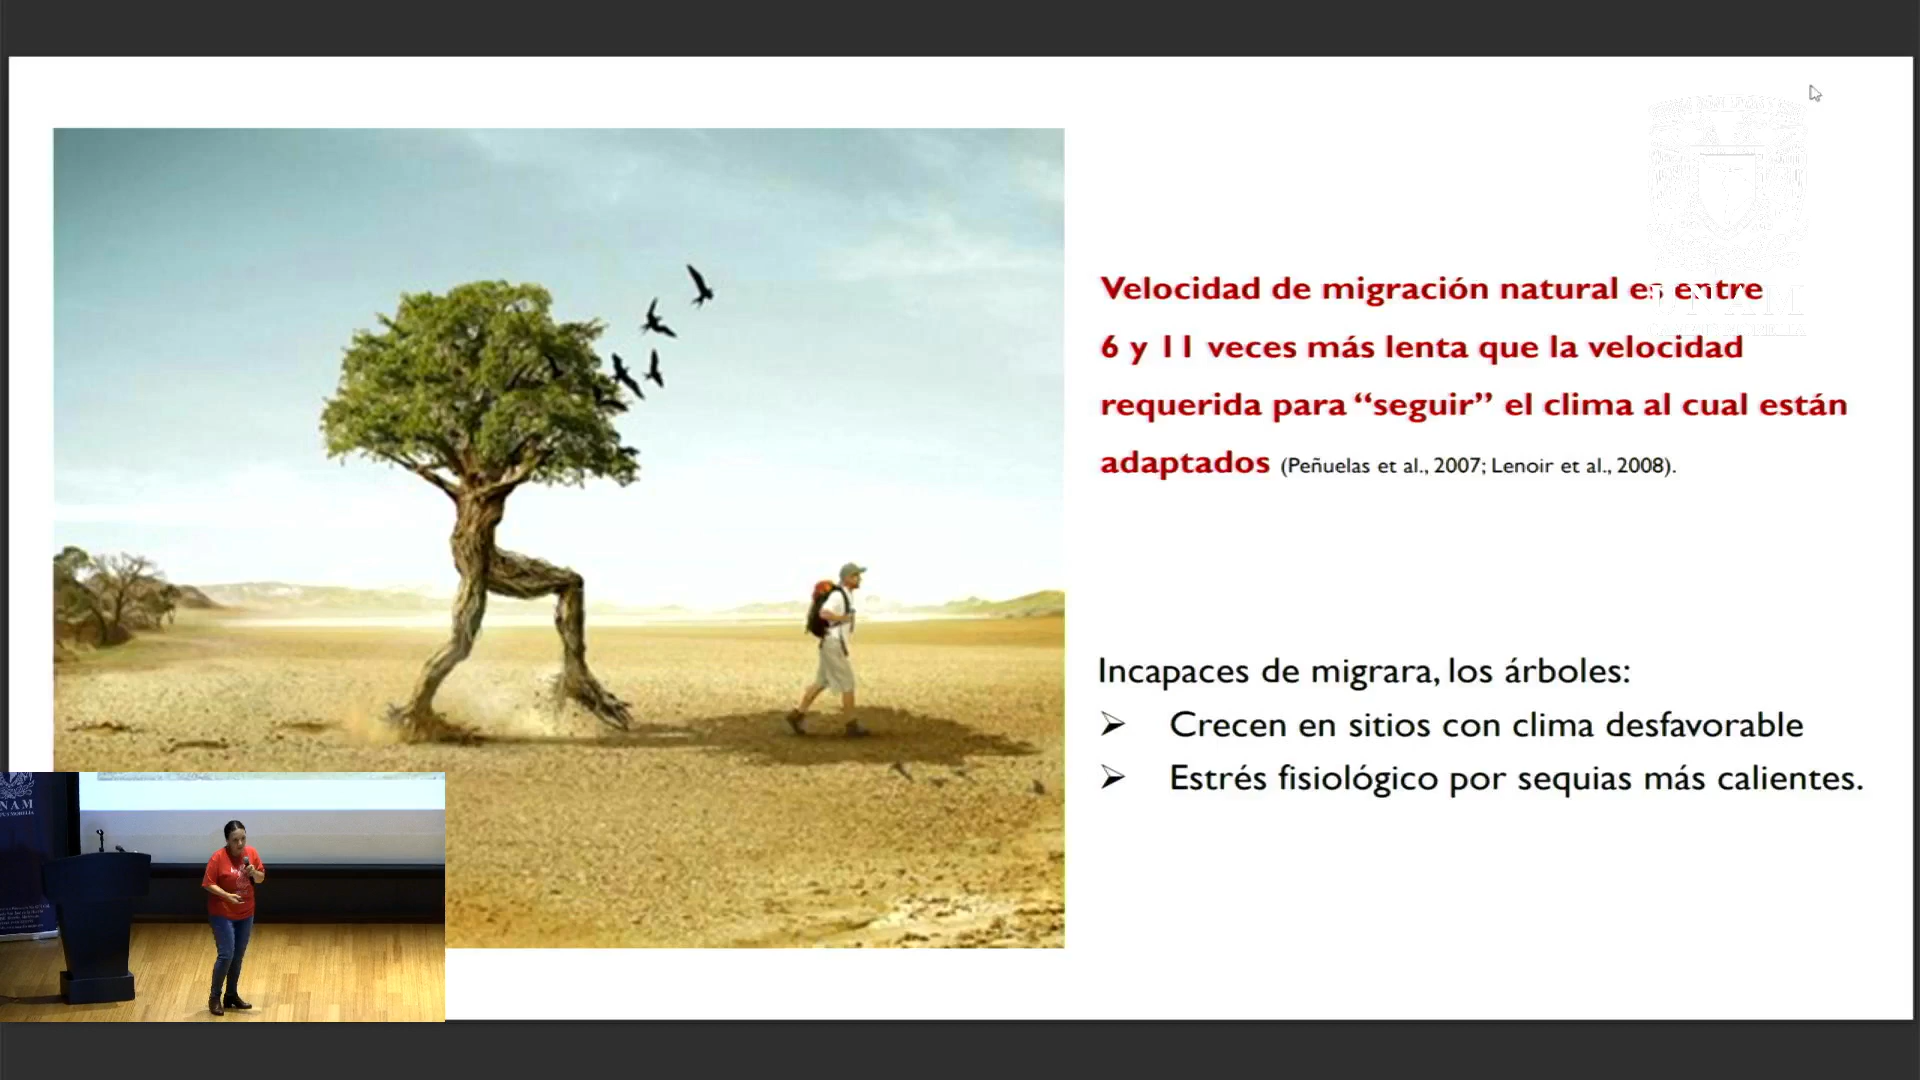 Velocidad de migración natural es entre
6 y 11 veces más lenta que la velocidad
requerida para “seguir” el clima al cual están
adaptados (Peñuelas et al., 2007; Lenoir et al., 2008).
Incapaces de migrara, los árboles:
➢ Crecen en sitios con clima desfavorable
➢ Estrés fisiológico por sequias más calientes.
UNAM